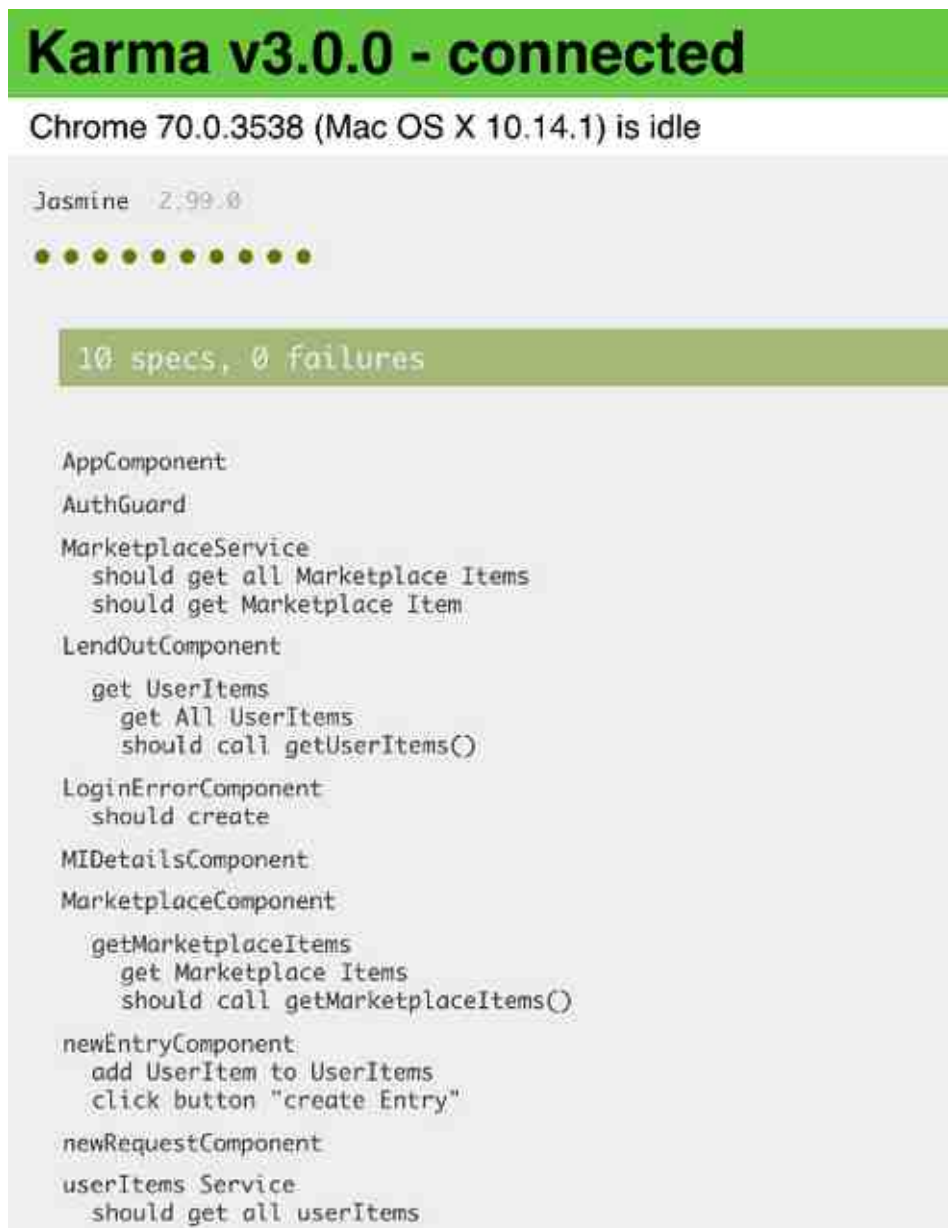 Karma v3.0.0 - connected
Chrome 70.0.3538 (Mac OS X 10.14.1) is idle
Jasmine 2.99.0
10 specs, 0 failures
AppComponent
AuthGuard
MarketplaceService
should get all Marketplace Items
should get Marketplace Item
LendOutComponent
get UserItems
get All UserItems
should call getUserItems()
LoginErrorComponent
should create
MIDetailsComponent
MarketplaceComponent
getMarketplaceItems
get Marketplace Items
should call getMarketplaceItems()
newEntryComponent
add UserItem to UserItems
click button "create Entry"
newRequestComponent
userItems Service
should get all userItems